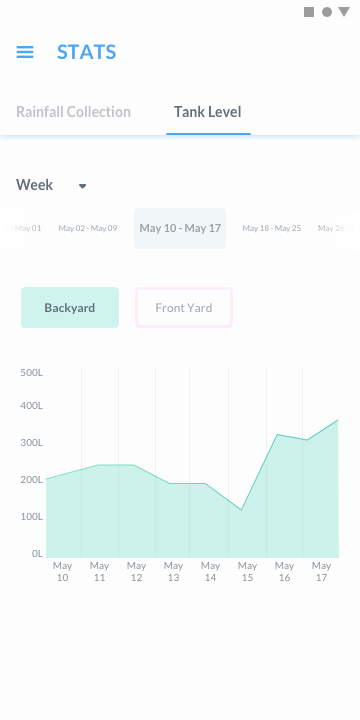 STATS
Rainfall Collection Tank Level
Week
May 01 May 02 - May 09 May 10 - May 17 May 18 - May 25 May 26
Backyard Front Yard
500L
400L
300L
200L
100L
0L
May May May May May May May May
10 11 12 13 14 15 16 17